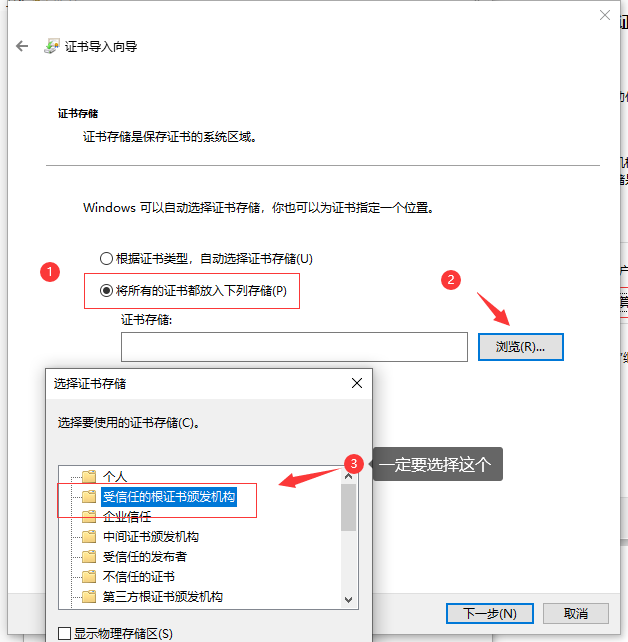 证书导入向导
证书存储
证书存储是保存证书的系统区域。
Windows 可以自动选择证书存储，你也可以为证书指定一个位置。
根据证书类型，自动选择证书存储(U)
1
2
将所有的证书都放入下列存储(P)
证书存储:
浏览(R)...
选择证书存储
选择要使用的证书存储(C)。
3
一定要选择这个
个人
受信任的根证书颁发机构
企业信任
中间证书颁发机构
受信任的发布者
不信任的证书
第三方根证书颁发机构
显示物理存储区(S)
下一步(N)
取消